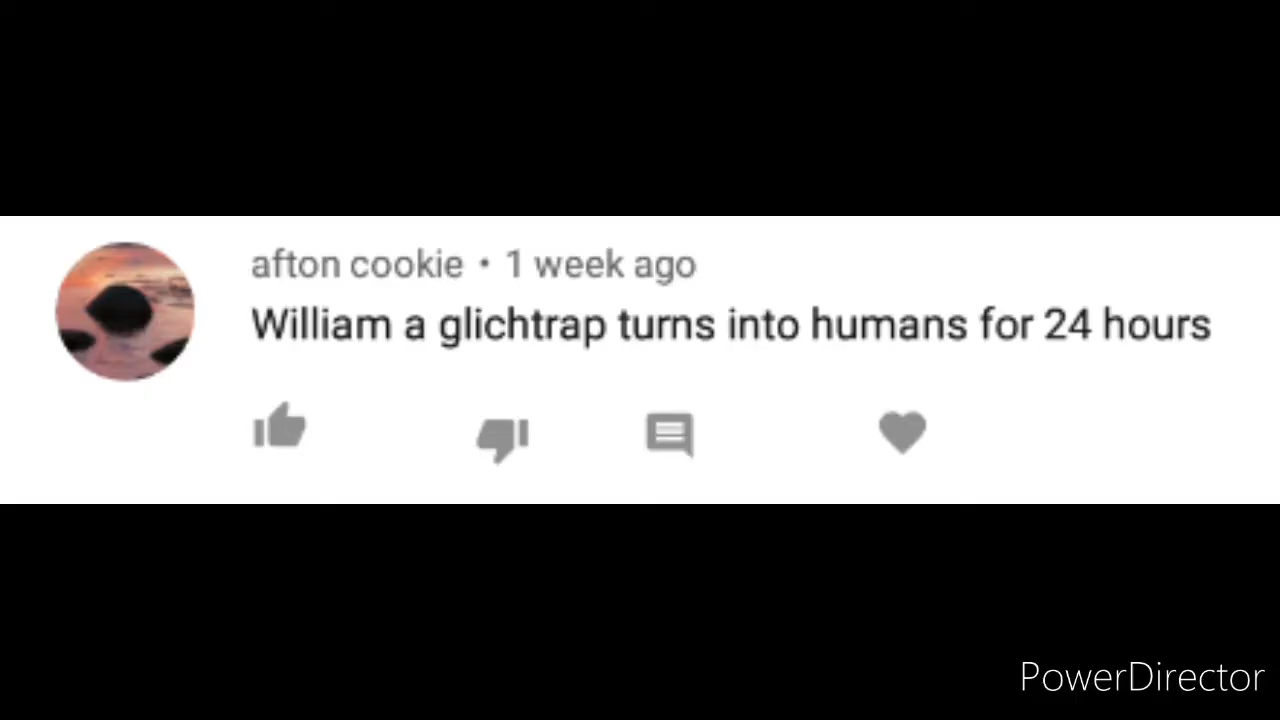 afton cookie • 1 week ago
William a glichtrap turns into humans for 24 hours
PowerDirector